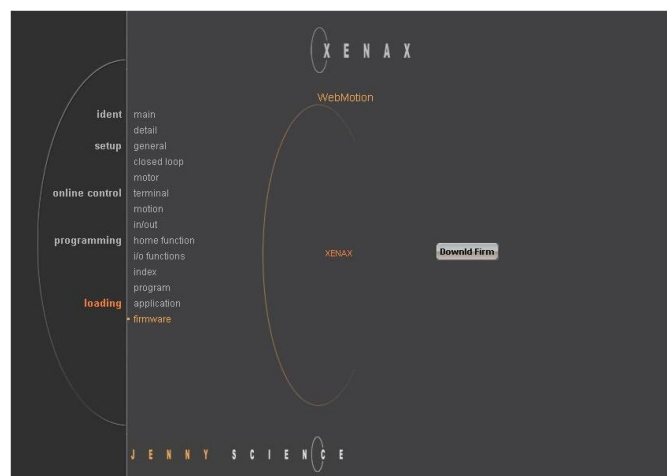 XENAX
WebMotion
ident main
detail
setup general
closed loop
motor
online control terminal
motion
in/out
programming home function
i/o functions
index
program
loading application
firmware
XENAX
Downld Firm
JENNY SCIENCE